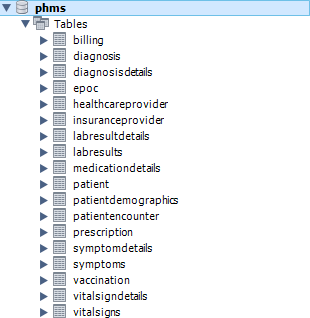 phms
Tables
billing
diagnosis
diagnosisdetails
epoc
healthcareprovider
insuranceprovider
labresultdetails
labresults
medicationdetails
patient
patientdemographics
patientencounter
prescription
symptomdetails
symptoms
vaccination
vitalsigndetails
vitalsigns